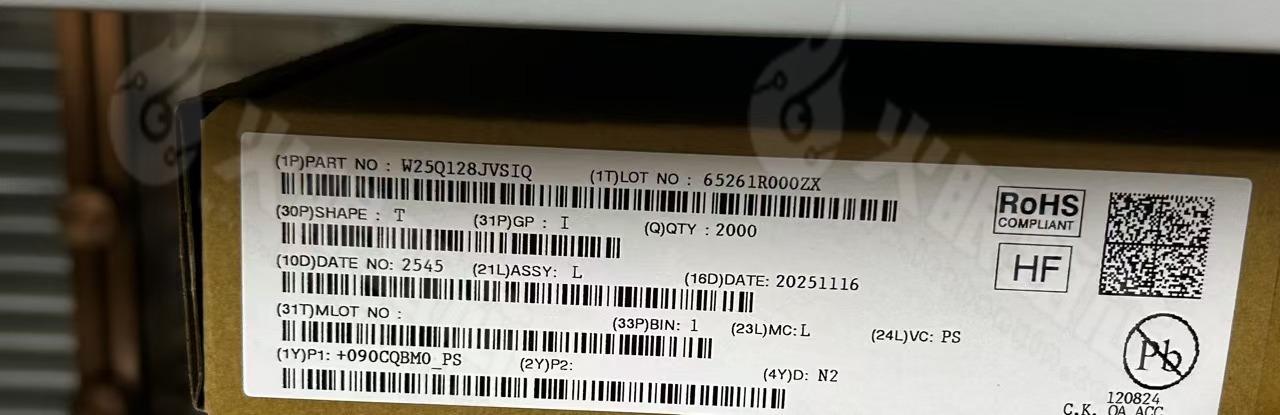 (1P)PART NO : W25Q128JVSIQ (1T)LOT NO : 65261R000ZX
(30P)SHAPE : T (31P)GP : I (Q)QTY : 2000
(10D)DATE NO: 2545 (21L)ASSY: L (16D)DATE: 20251116
(31T)MLOT NO : (33P)BIN: 1 (23L)MC:L (24L)VC: PS
(1Y)P1: +090CQBM0_PS (2Y)P2: (4Y)D: N2
RoHS
COMPLIANT
HF
Pb
120824
C.K. QA ACC